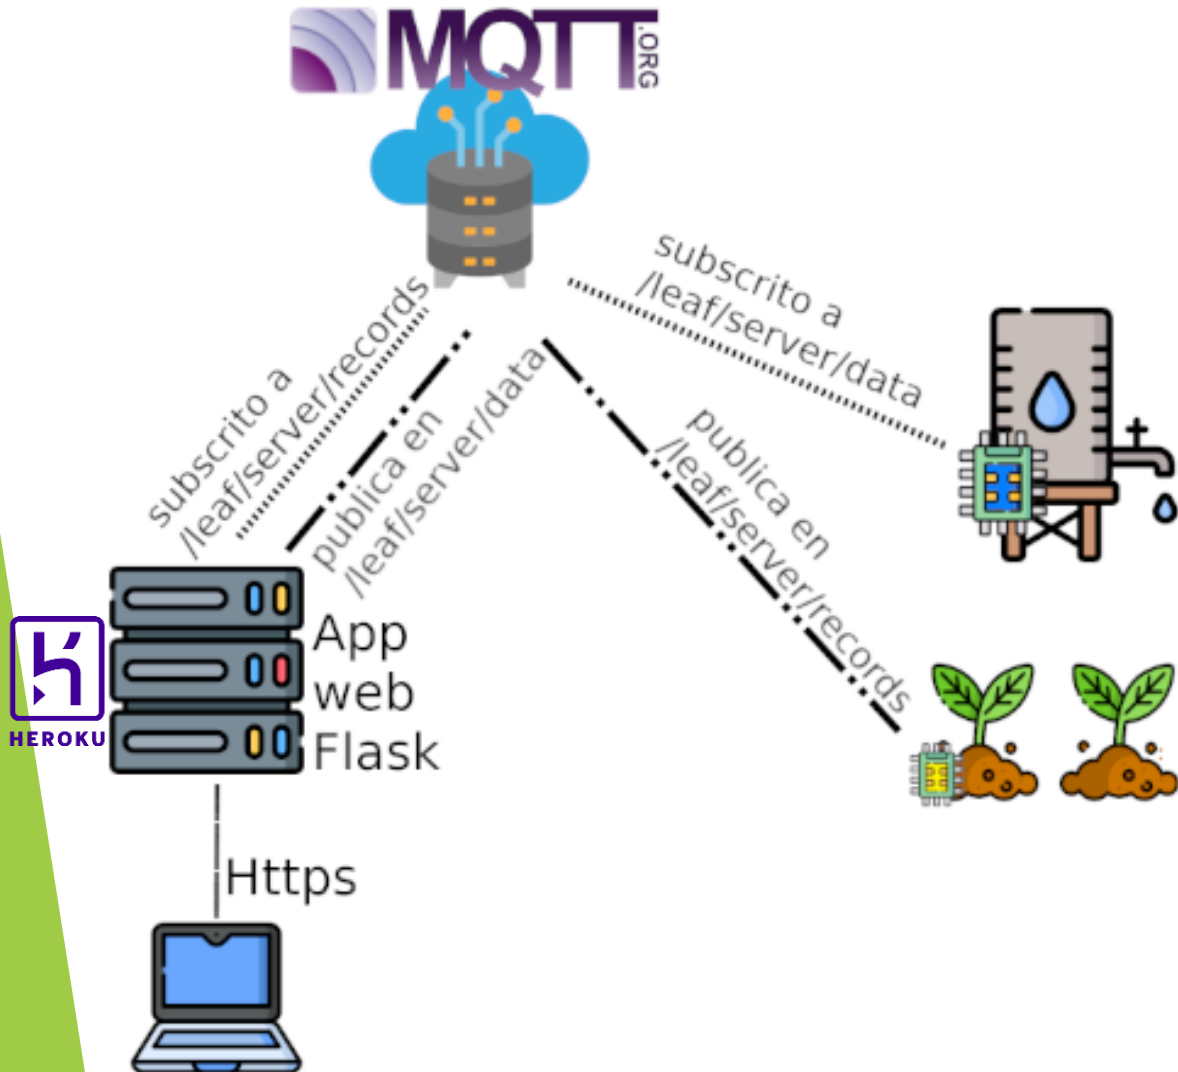 MQTT.ORG
subscrito a
/leaf/server/data
subscrito a
/leaf/server/records
publica en
/leaf/server/data
publica en
/leaf/server/records
App
web
Flask
HEROKU
Https